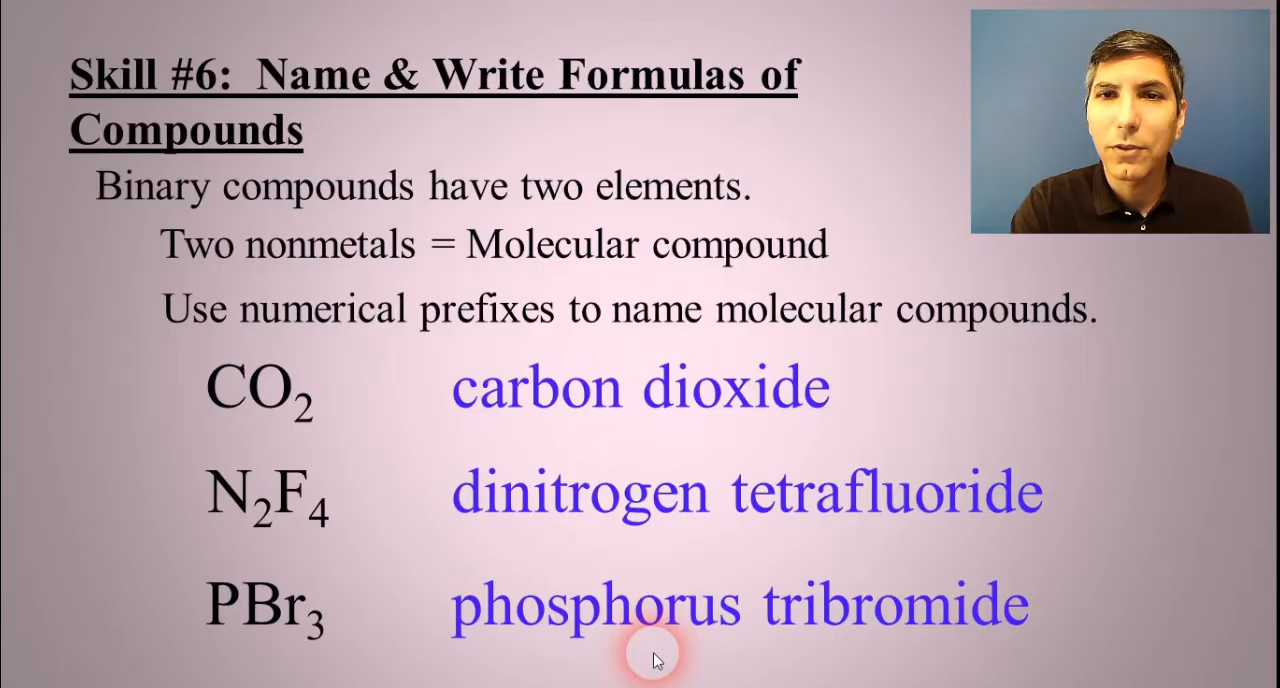 Skill #6:  Name & Write Formulas of
Compounds
Binary compounds have two elements.
Two nonmetals = Molecular compound
Use numerical prefixes to name molecular compounds.
CO₂ carbon dioxide
N₂F₄ dinitrogen tetrafluoride
PBr₃ phosphorus tribromide